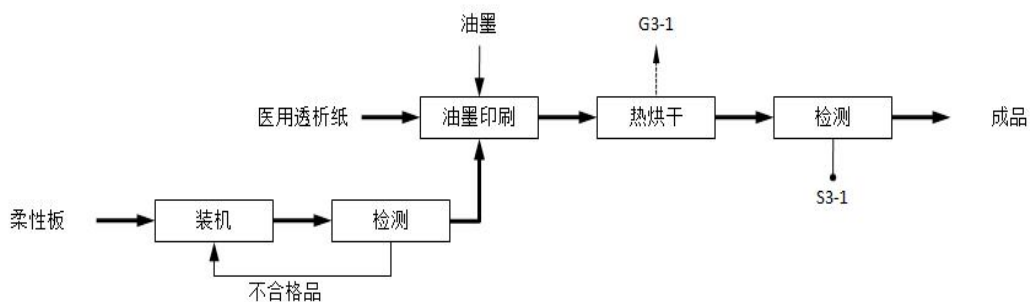 油墨
G3-1
医用透析纸
油墨印刷
热烘干
检测
成品
S3-1
柔性板
装机
检测
不合格品